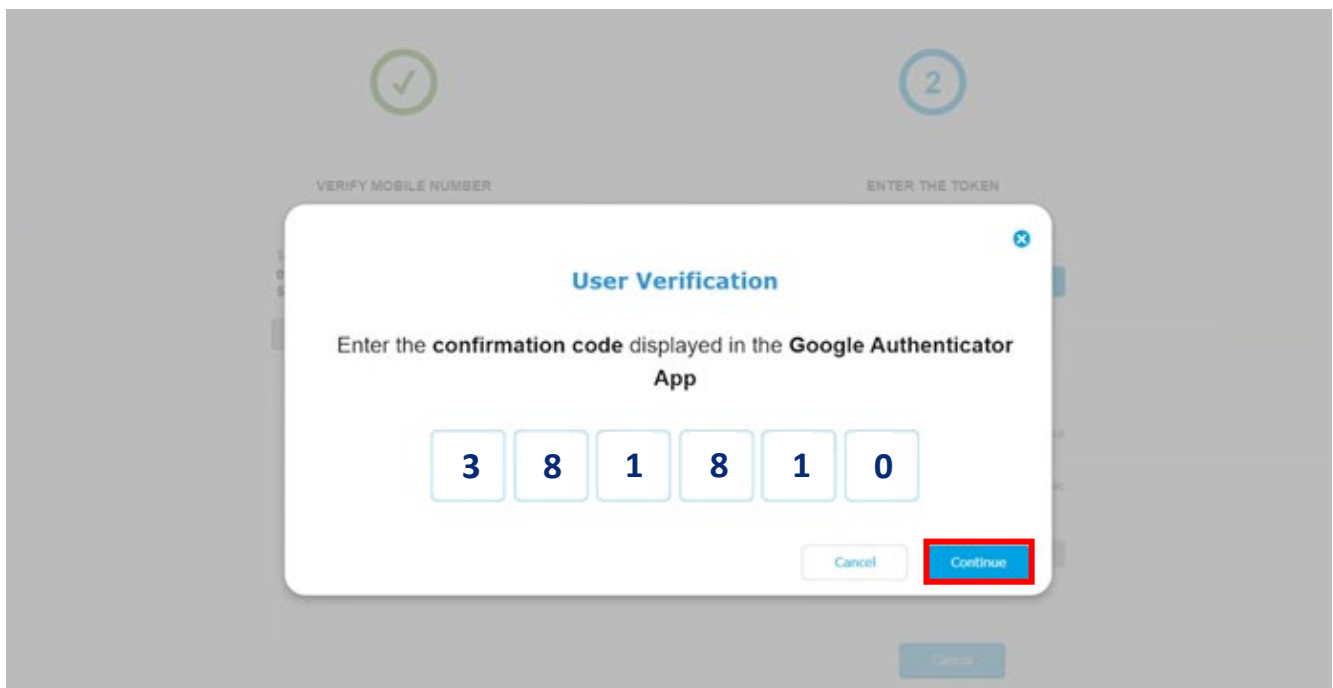 2
VERIFY MOBILE NUMBER
ENTER THE TOKEN
User Verification
Enter the confirmation code displayed in the Google Authenticator
App
3 8 1 8 1 0
Cancel
Continue
Cancel